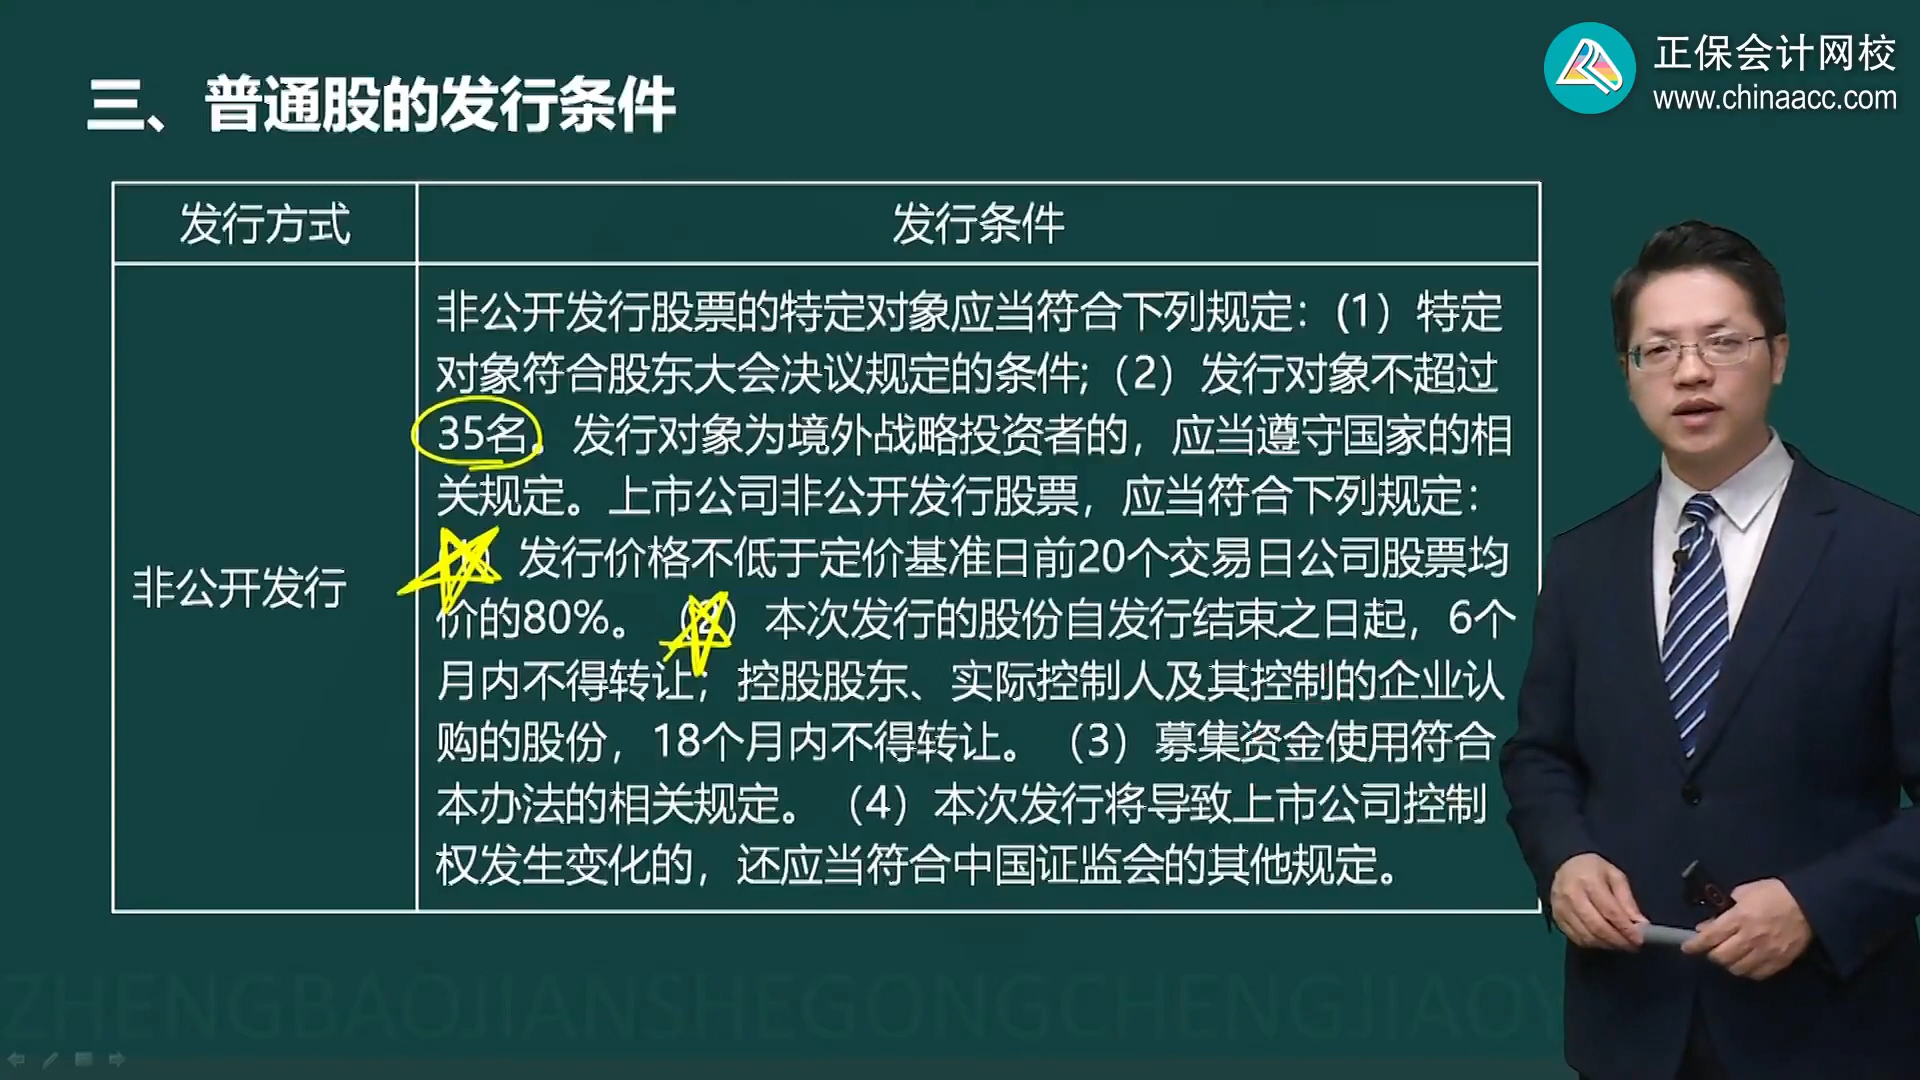 正保会计网校
www.chinaacc.com
三、普通股的发行条件
发行方式
发行条件
非公开发行
非公开发行股票的特定对象应当符合下列规定：(1）特定
对象符合股东大会决议规定的条件;（2）发行对象不超过
35名。发行对象为境外战略投资者的，应当遵守国家的相
关规定。上市公司非公开发行股票，应当符合下列规定：
发行价格不低于定价基准日前20个交易日公司股票均
价的80%。（2）本次发行的股份自发行结束之日起，6个
月内不得转让；控股股东、实际控制人及其控制的企业认
购的股份，18个月内不得转让。（3）募集资金使用符合
本办法的相关规定。（4）本次发行将导致上市公司控制
权发生变化的，还应当符合中国证监会的其他规定。
ZHENGBAOJIANSHEGONGCHENGJIAOY